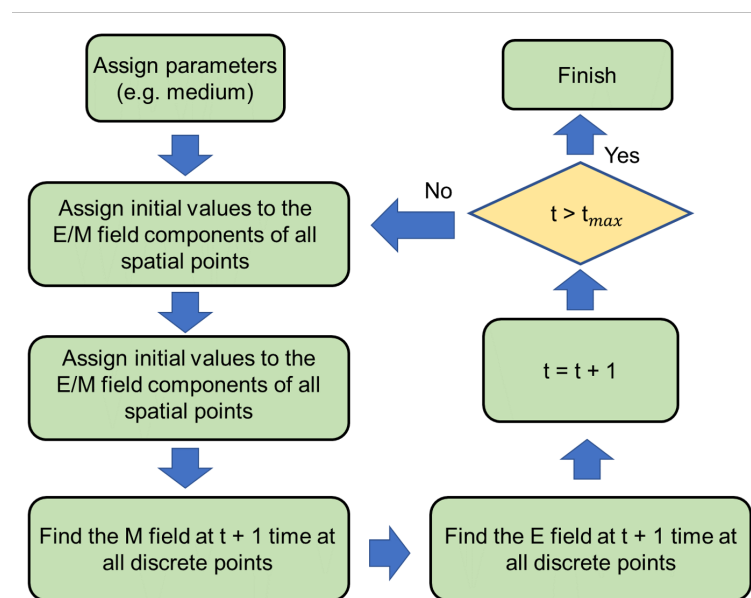 Assign parameters
(e.g. medium)
Assign initial values to the
E/M field components of all
spatial points
Assign initial values to the
E/M field components of all
spatial points
Find the M field at t + 1 time at
all discrete points
Find the E field at t + 1 time at
all discrete points
t = t + 1
t > tₘₐₓ
No
Yes
Finish